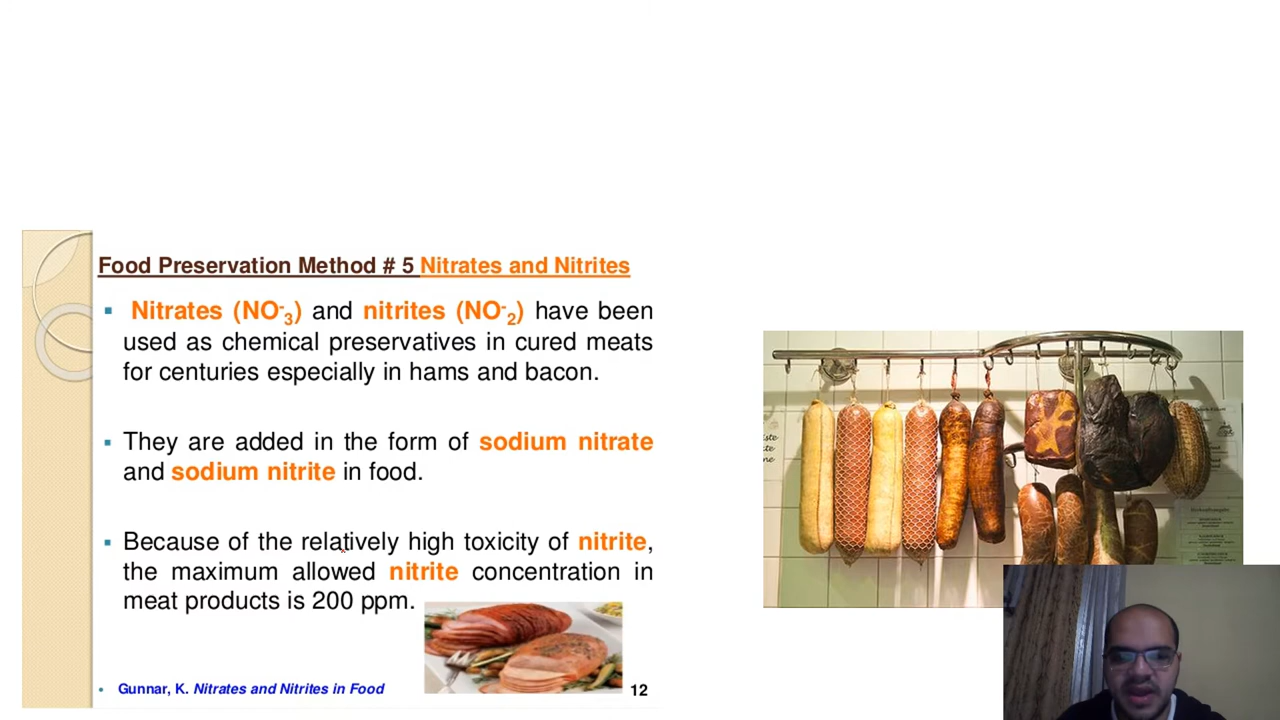 Food Preservation Method # 5 Nitrates and Nitrites
▪ Nitrates (NO⁻₃) and nitrites (NO⁻₂) have been
used as chemical preservatives in cured meats
for centuries especially in hams and bacon.
▪ They are added in the form of sodium nitrate
and sodium nitrite in food.
▪ Because of the relatively high toxicity of nitrite,
the maximum allowed nitrite concentration in
meat products is 200 ppm.
• Gunnar, K. Nitrates and Nitrites in Food
12